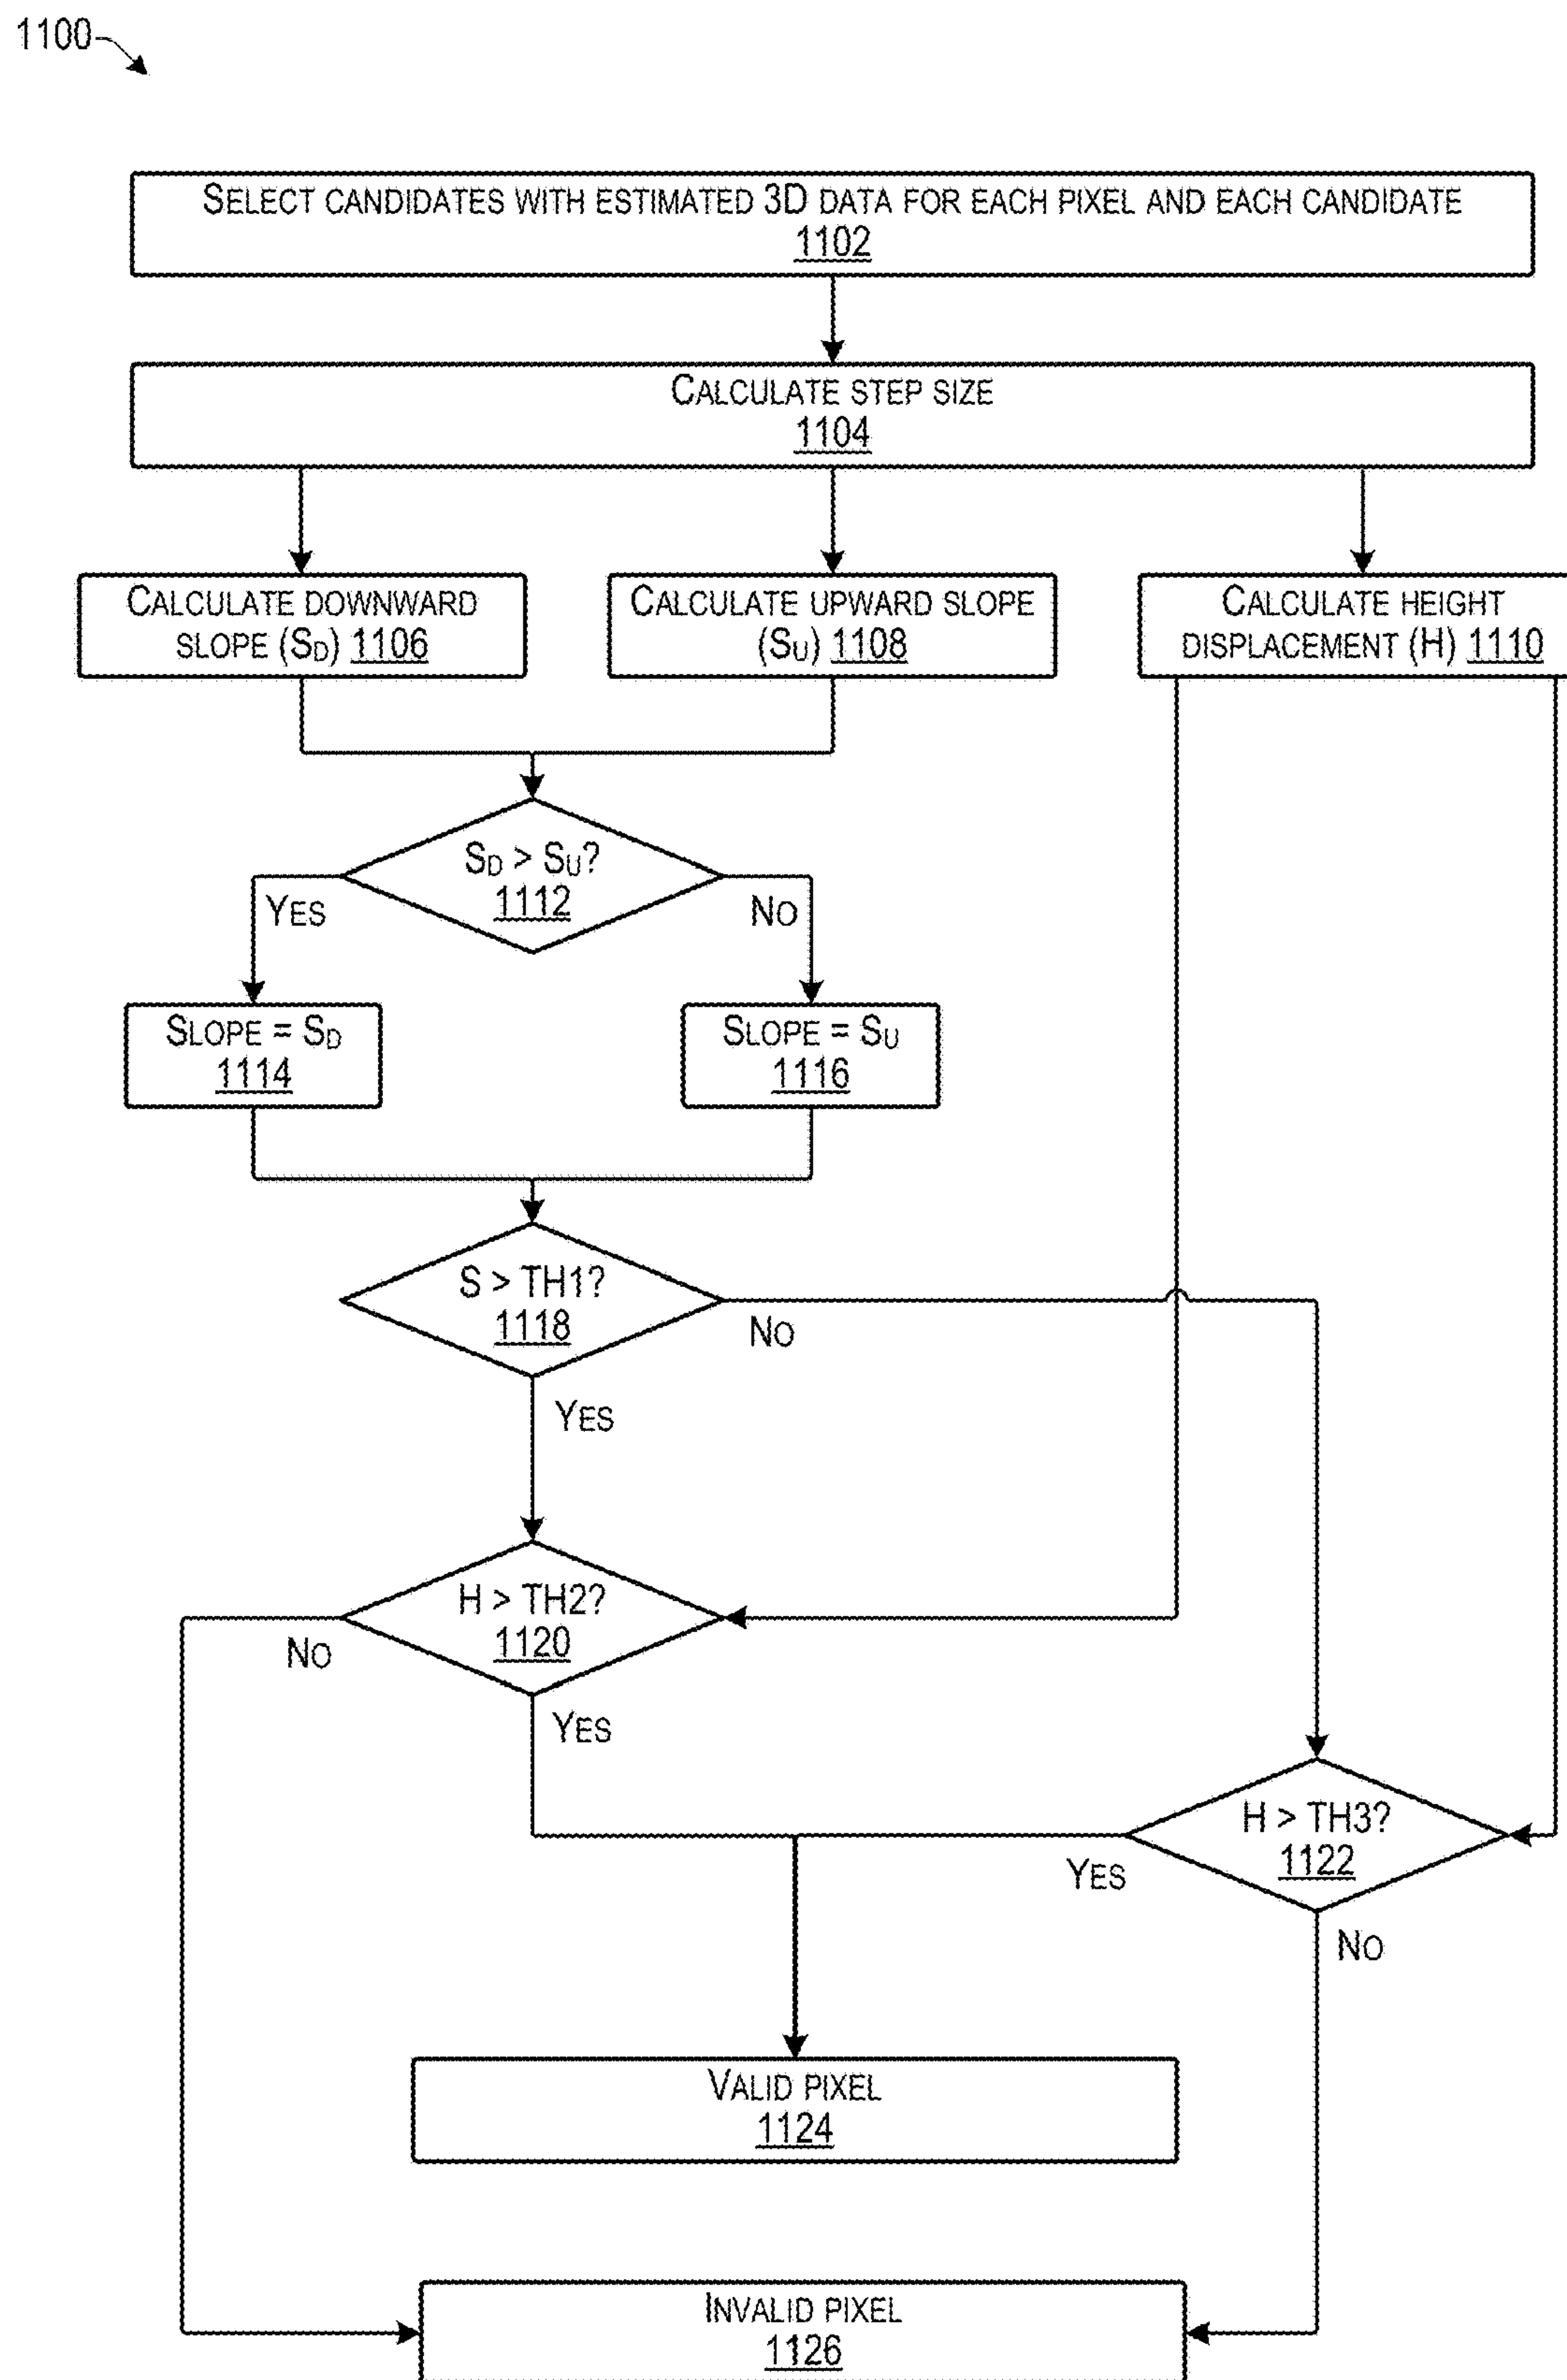 1100
SELECT CANDIDATES WITH ESTIMATED 3D DATA FOR EACH PIXEL AND EACH CANDIDATE
1102
CALCULATE STEP SIZE
1104
CALCULATE DOWNWARD
SLOPE (SD) 1106
CALCULATE UPWARD SLOPE
(SU) 1108
CALCULATE HEIGHT
DISPLACEMENT (H) 1110
SD > SU?
1112
YES
NO
SLOPE = SD
1114
SLOPE = SU
1116
S > TH1?
1118
NO
YES
H > TH2?
1120
NO
YES
H > TH3?
1122
YES
NO
VALID PIXEL
1124
INVALID PIXEL
1126